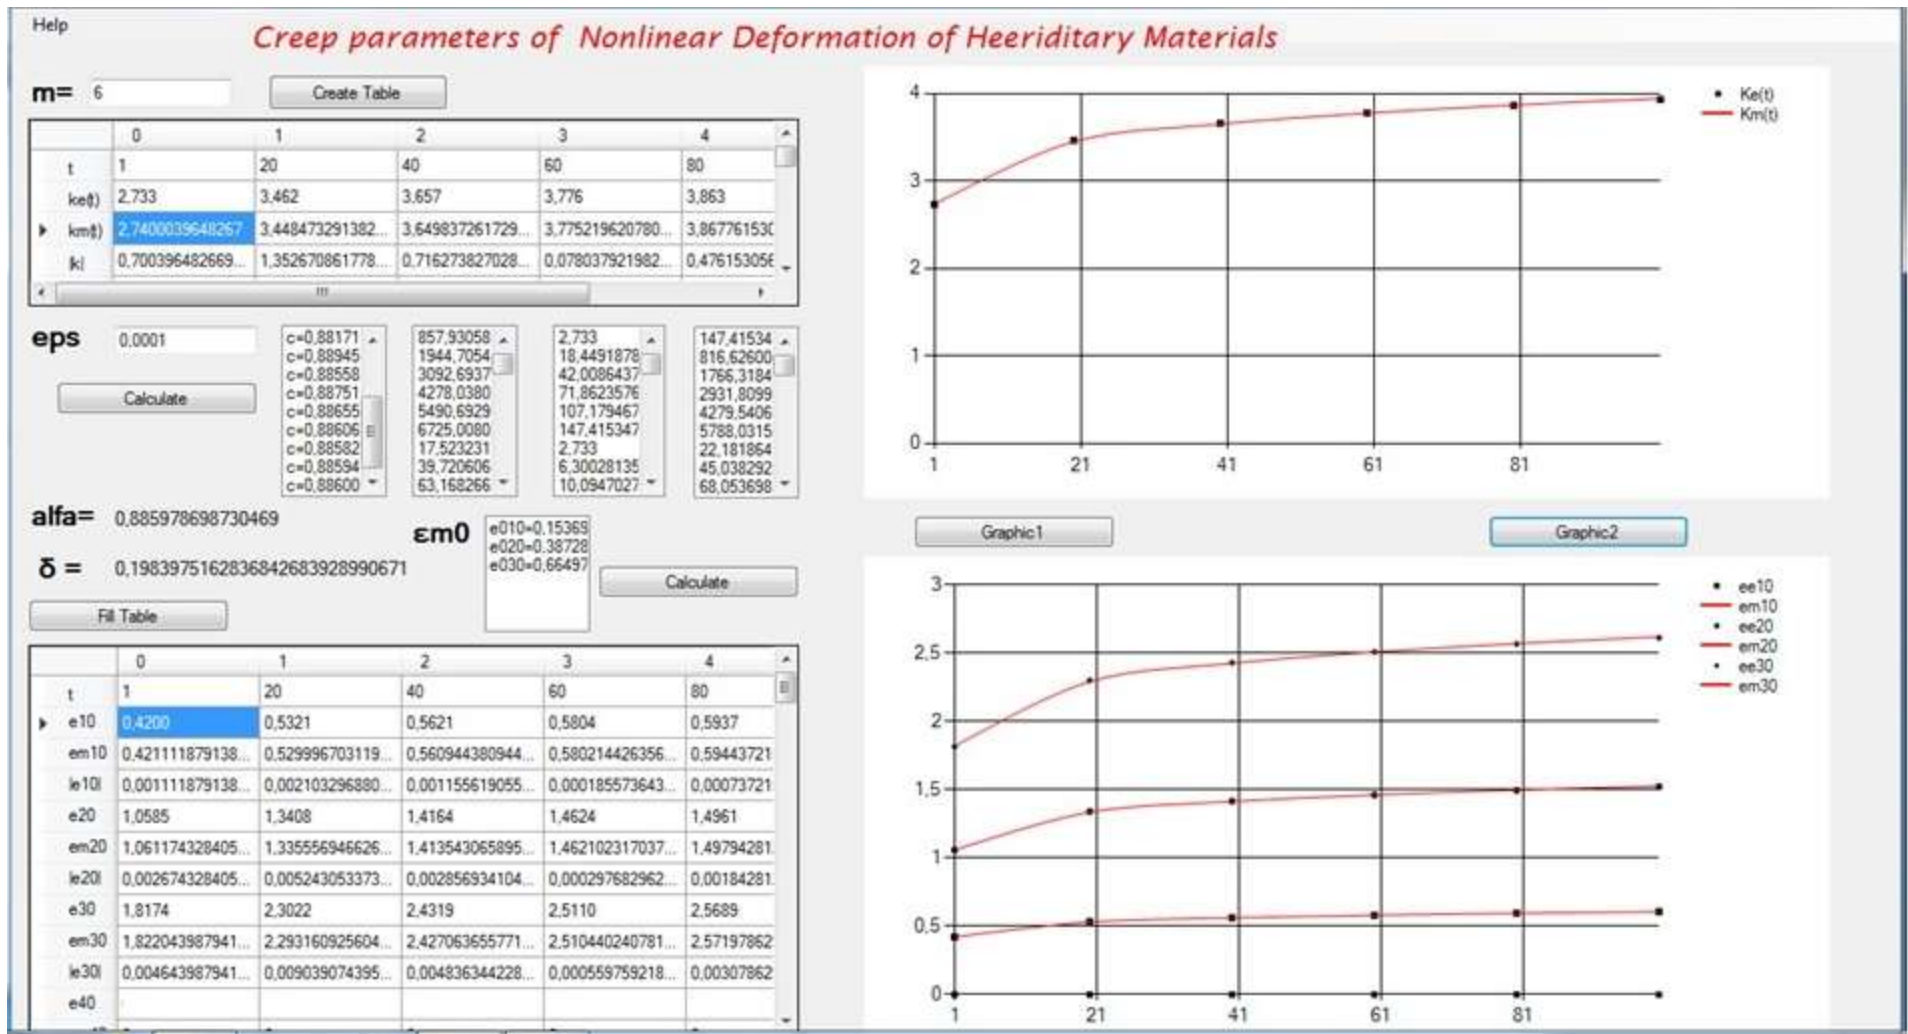 Help
Creep parameters of Nonlinear Deformation of Heeriditary Materials
m= 6 Create Table
0 1 2 3 4
t 1 20 40 60 80
ke(t) 2,733 3,462 3,657 3,776 3,863
km(t) 2,7400039648267 3,448473291382... 3,649837261729... 3,775219620780... 3,867761530
|k| 0,700396482669... 1,352670861778... 0,716273827028... 0,078037921982... 0,476153056
eps 0,0001
Calculate
c=0,88171 857,93058 2,733 147,41534
c=0,88945 1944,7054 18,4491878 816,62600
c=0,88558 3092,6937 42,0086437 1766,3184
c=0,88751 4278,0380 71,8623576 2931,8099
c=0,88655 5490,6929 107,179467 4279,5406
c=0,88606 6725,0080 147,415347 5788,0315
c=0,88582 17,523231 2,733 22,181864
c=0,88594 39,720606 6,30028135 45,038292
c=0,88600 63,168266 10,0947027 68,053698
alfa= 0,885978698730469
δ = 0,1983975162836842683928990671
εm0
e010=0,15369
e020=0,38728
e030=0,66497
Calculate
Fill Table
0 1 2 3 4
t 1 20 40 60 80
e10 0,4200 0,5321 0,5621 0,5804 0,5937
em10 0,421111879138... 0,529996703119... 0,560944380944... 0,580214426356... 0,59443721
|e10| 0,001111879138... 0,002103296880... 0,001155619055... 0,000185573643... 0,00073721
e20 1,0585 1,3408 1,4164 1,4624 1,4961
em20 1,061174328405... 1,335556946626... 1,413543065895... 1,462102317037... 1,49794281
|e20| 0,002674328405... 0,005243053373... 0,002856934104... 0,000297682962... 0,00184281
e30 1,8174 2,3022 2,4319 2,5110 2,5689
em30 1,822043987941... 2,293160925604... 2,427063655771... 2,510440240781... 2,57197862
|e30| 0,004643987941... 0,009039074395... 0,004836344228... 0,000559759218... 0,00307862
e40
4
3
2
1
0
1 21 41 61 81
Ke(t)
Km(t)
Graphic1 Graphic2
3
2,5
2
1,5
1
0,5
0
1 21 41 61 81
ee10
em10
ee20
em20
ee30
em30